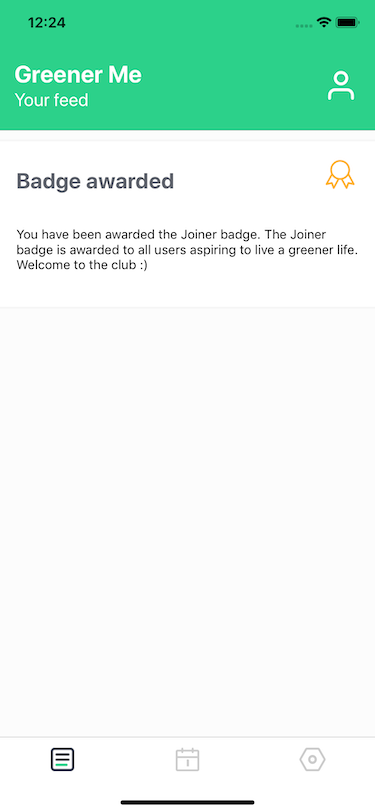 12:24
Greener Me
Your feed
Badge awarded
You have been awarded the Joiner badge. The Joiner
badge is awarded to all users aspiring to live a greener life.
Welcome to the club :)